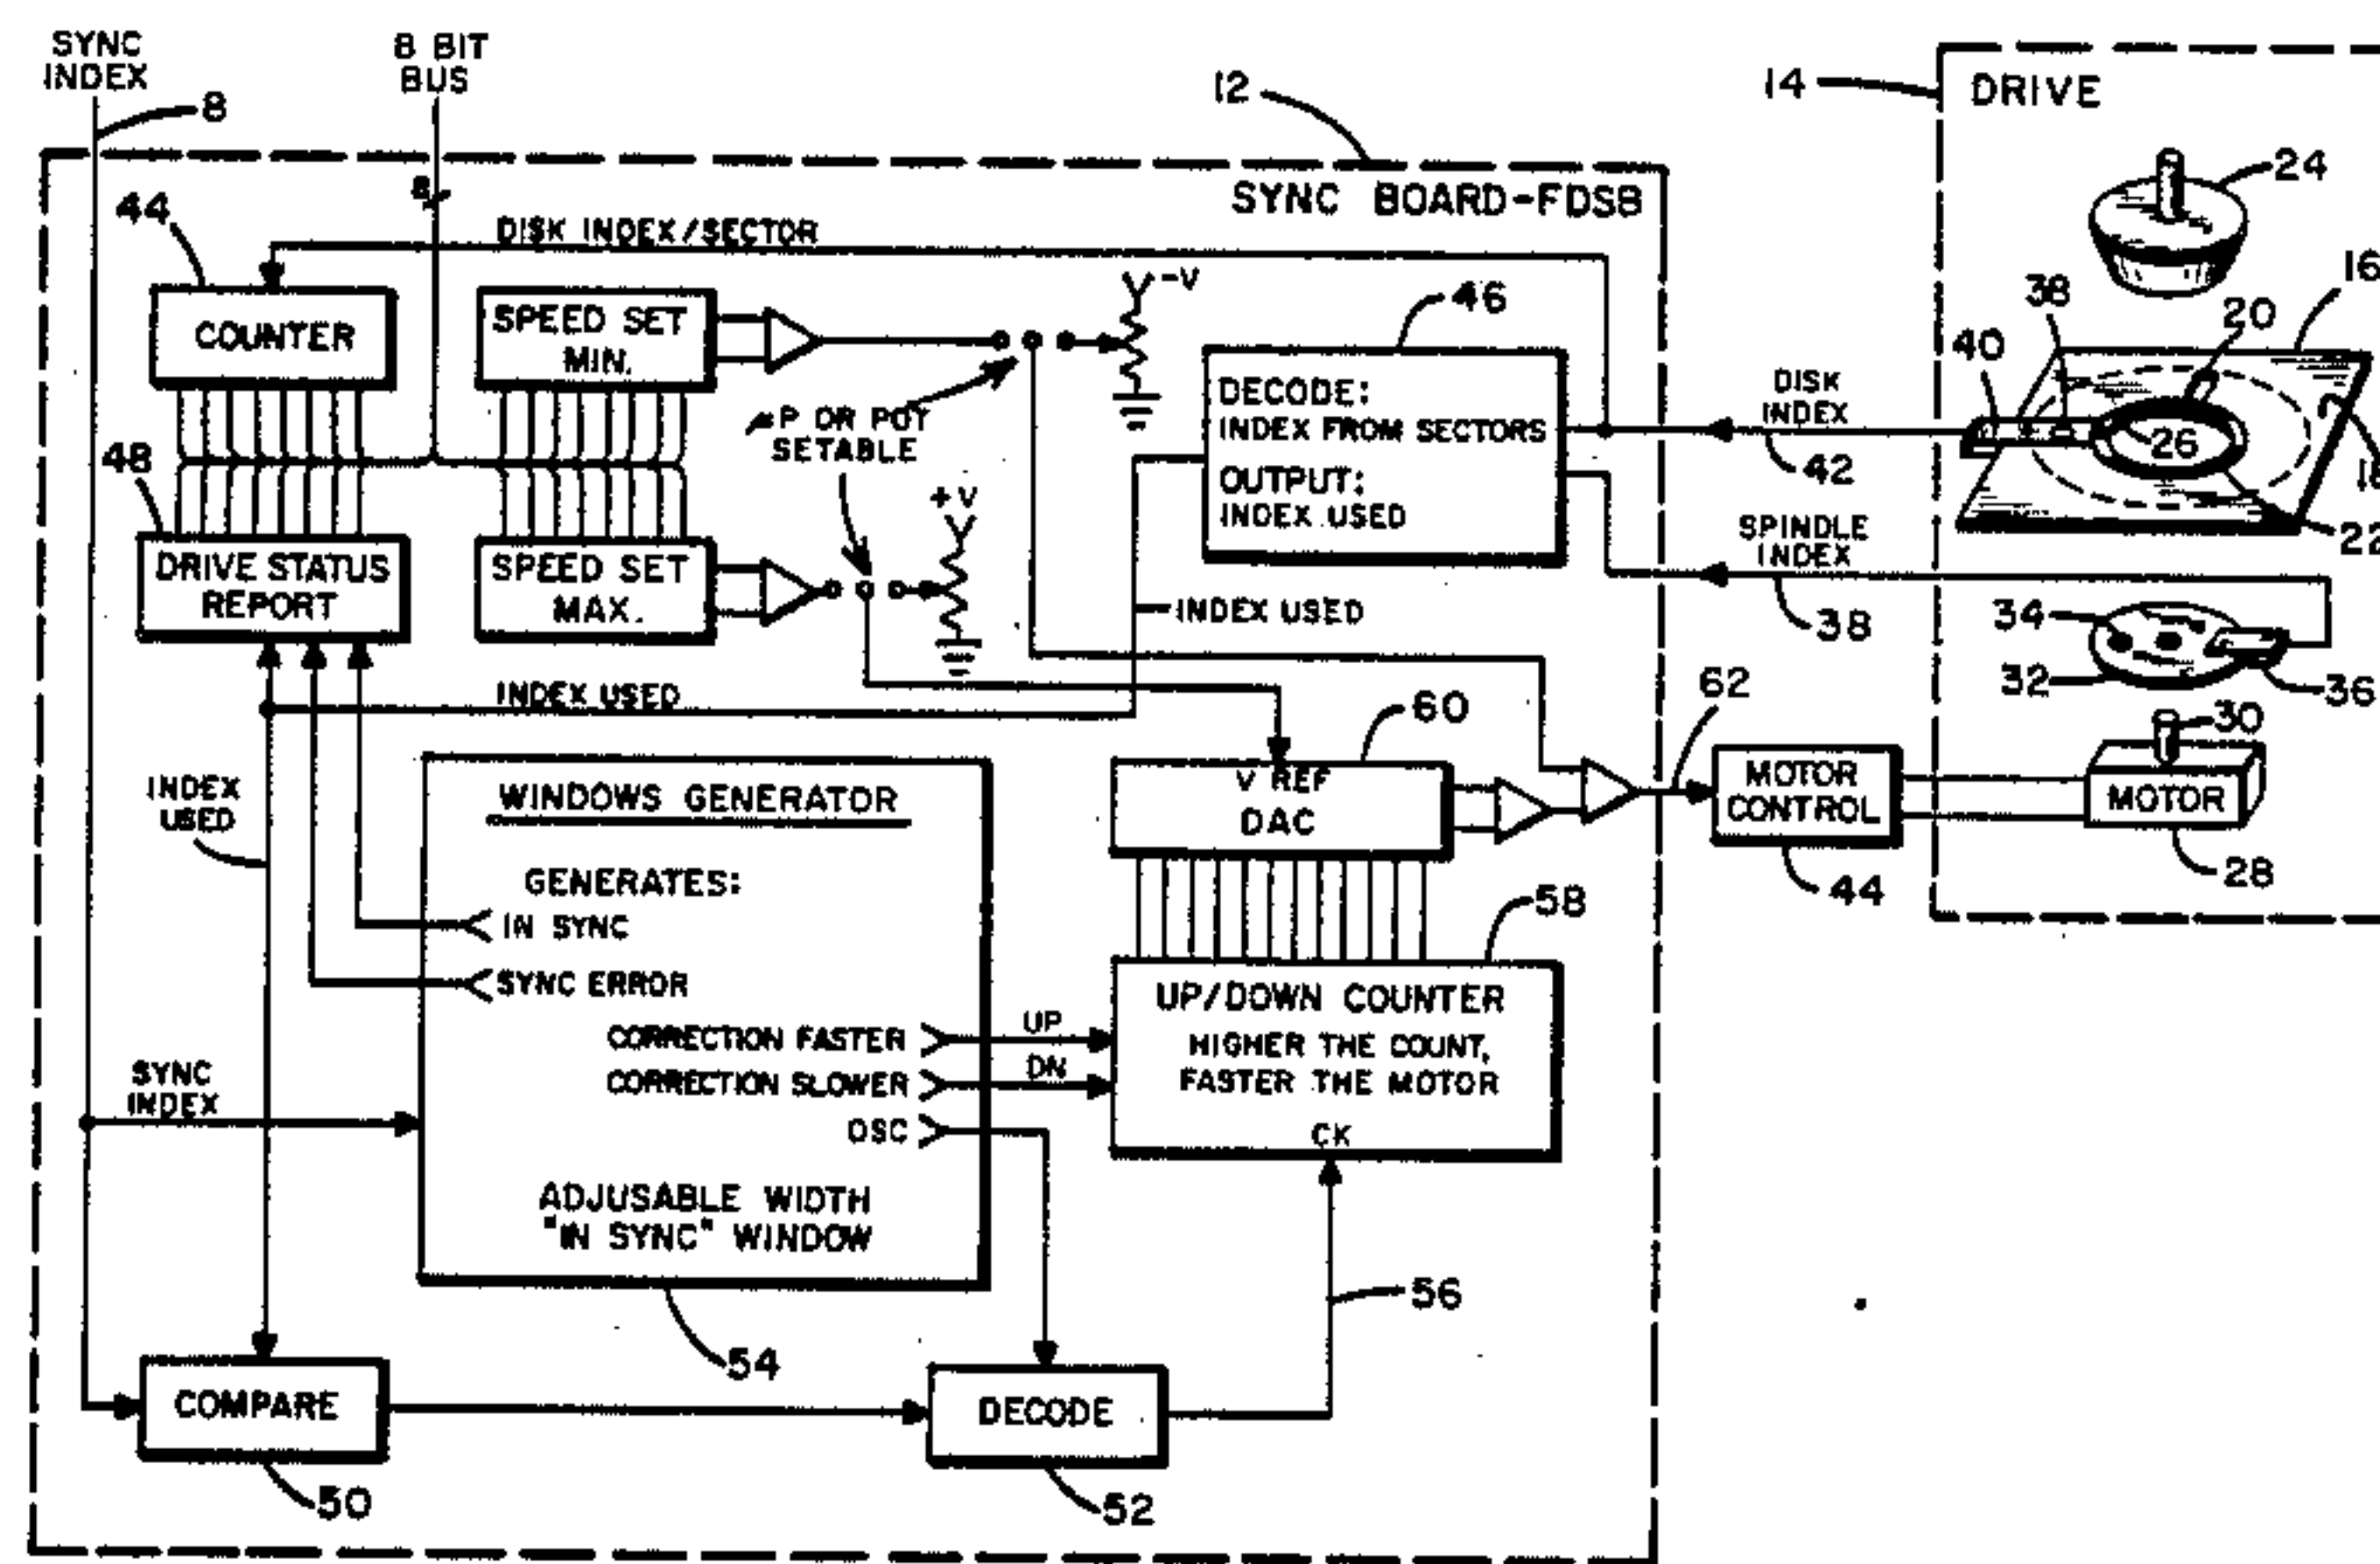 SYNC
INDEX
8
8 BIT
BUS
8
12
SYNC BOARD-FDSB
14
DRIVE
24
16
38
20
40
26
18
22
42
DISK
INDEX
SPINDLE
INDEX
38
34
32
36
30
MOTOR
28
44
COUNTER
DISK INDEX/SECTOR
SPEED SET
MIN.
-V
μP OR POT
SETABLE
46
DECODE:
INDEX FROM SECTORS
OUTPUT:
INDEX USED
48
DRIVE STATUS
REPORT
SPEED SET
MAX.
+V
INDEX USED
INDEX USED
INDEX
USED
60
V REF
DAC
62
MOTOR
CONTROL
44
WINDOWS GENERATOR
GENERATES:
IN SYNC
SYNC ERROR
CORRECTION FASTER
CORRECTION SLOWER
OSC
ADJUSABLE WIDTH
"IN SYNC" WINDOW
54
UP
DN
58
UP/DOWN COUNTER
HIGHER THE COUNT,
FASTER THE MOTOR
CK
56
SYNC
INDEX
COMPARE
50
DECODE
52